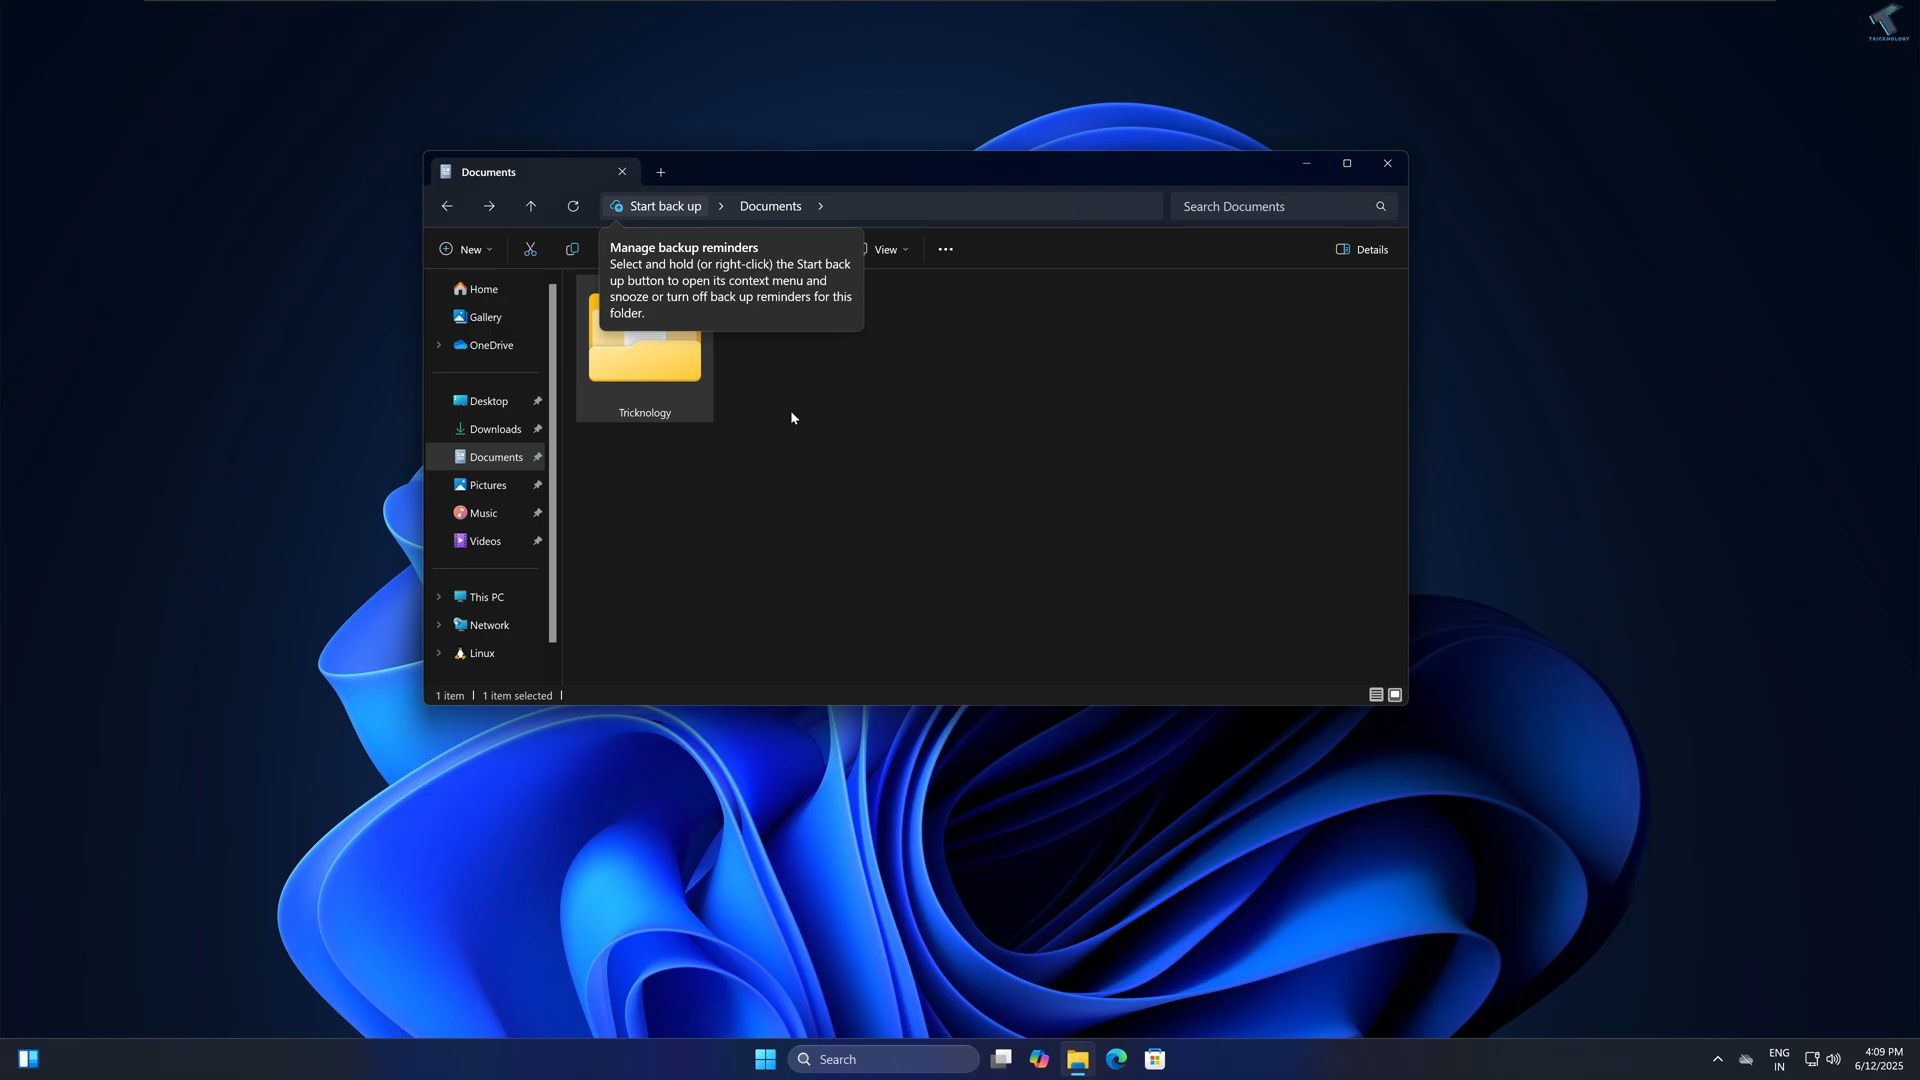 TRICKNOLOGY
Documents
Start back up
Documents
Search Documents
New
View
Details
Manage backup reminders
Select and hold (or right-click) the Start back
up button to open its context menu and
snooze or turn off back up reminders for this
folder.
Home
Gallery
OneDrive
Desktop
Downloads
Documents
Pictures
Music
Videos
This PC
Network
Linux
Tricknology
1 item
1 item selected
Search
ENG
IN
4:09 PM
6/12/2025